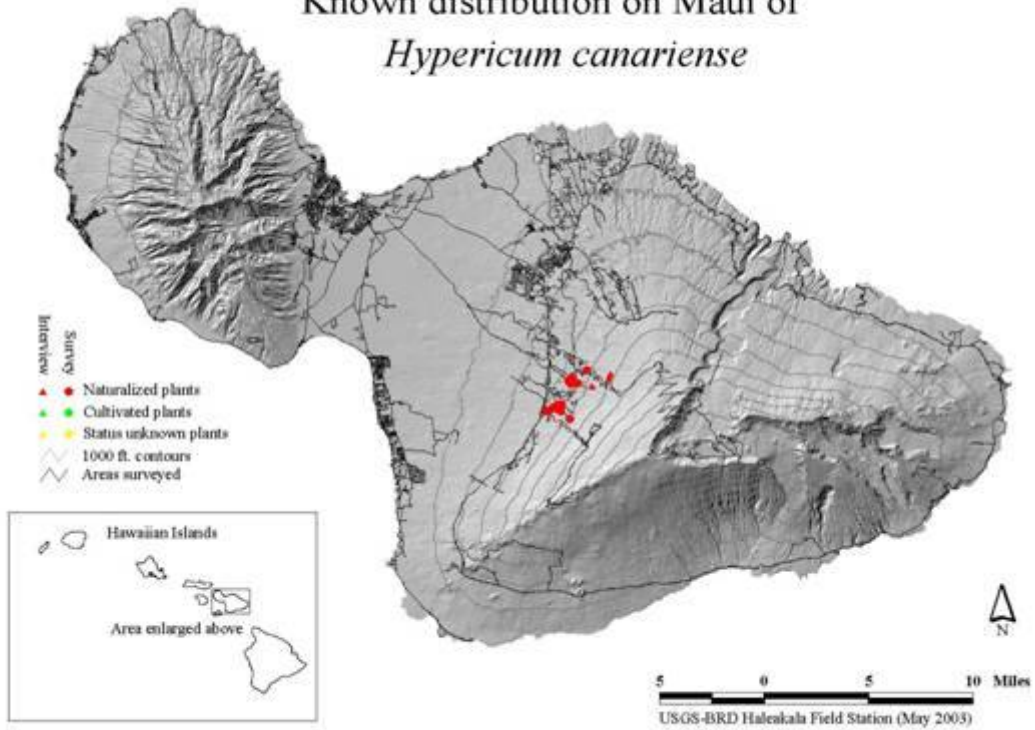 Known distribution on Maui of
Hypericum canariense
Interview
Survey
Naturalized plants
Cultivated plants
Status unknown plants
1000 ft. contours
Areas surveyed
Hawaiian Islands
Area enlarged above
N
5 0 5 10 Miles
USGS-BRD Haleakala Field Station (May 2003)